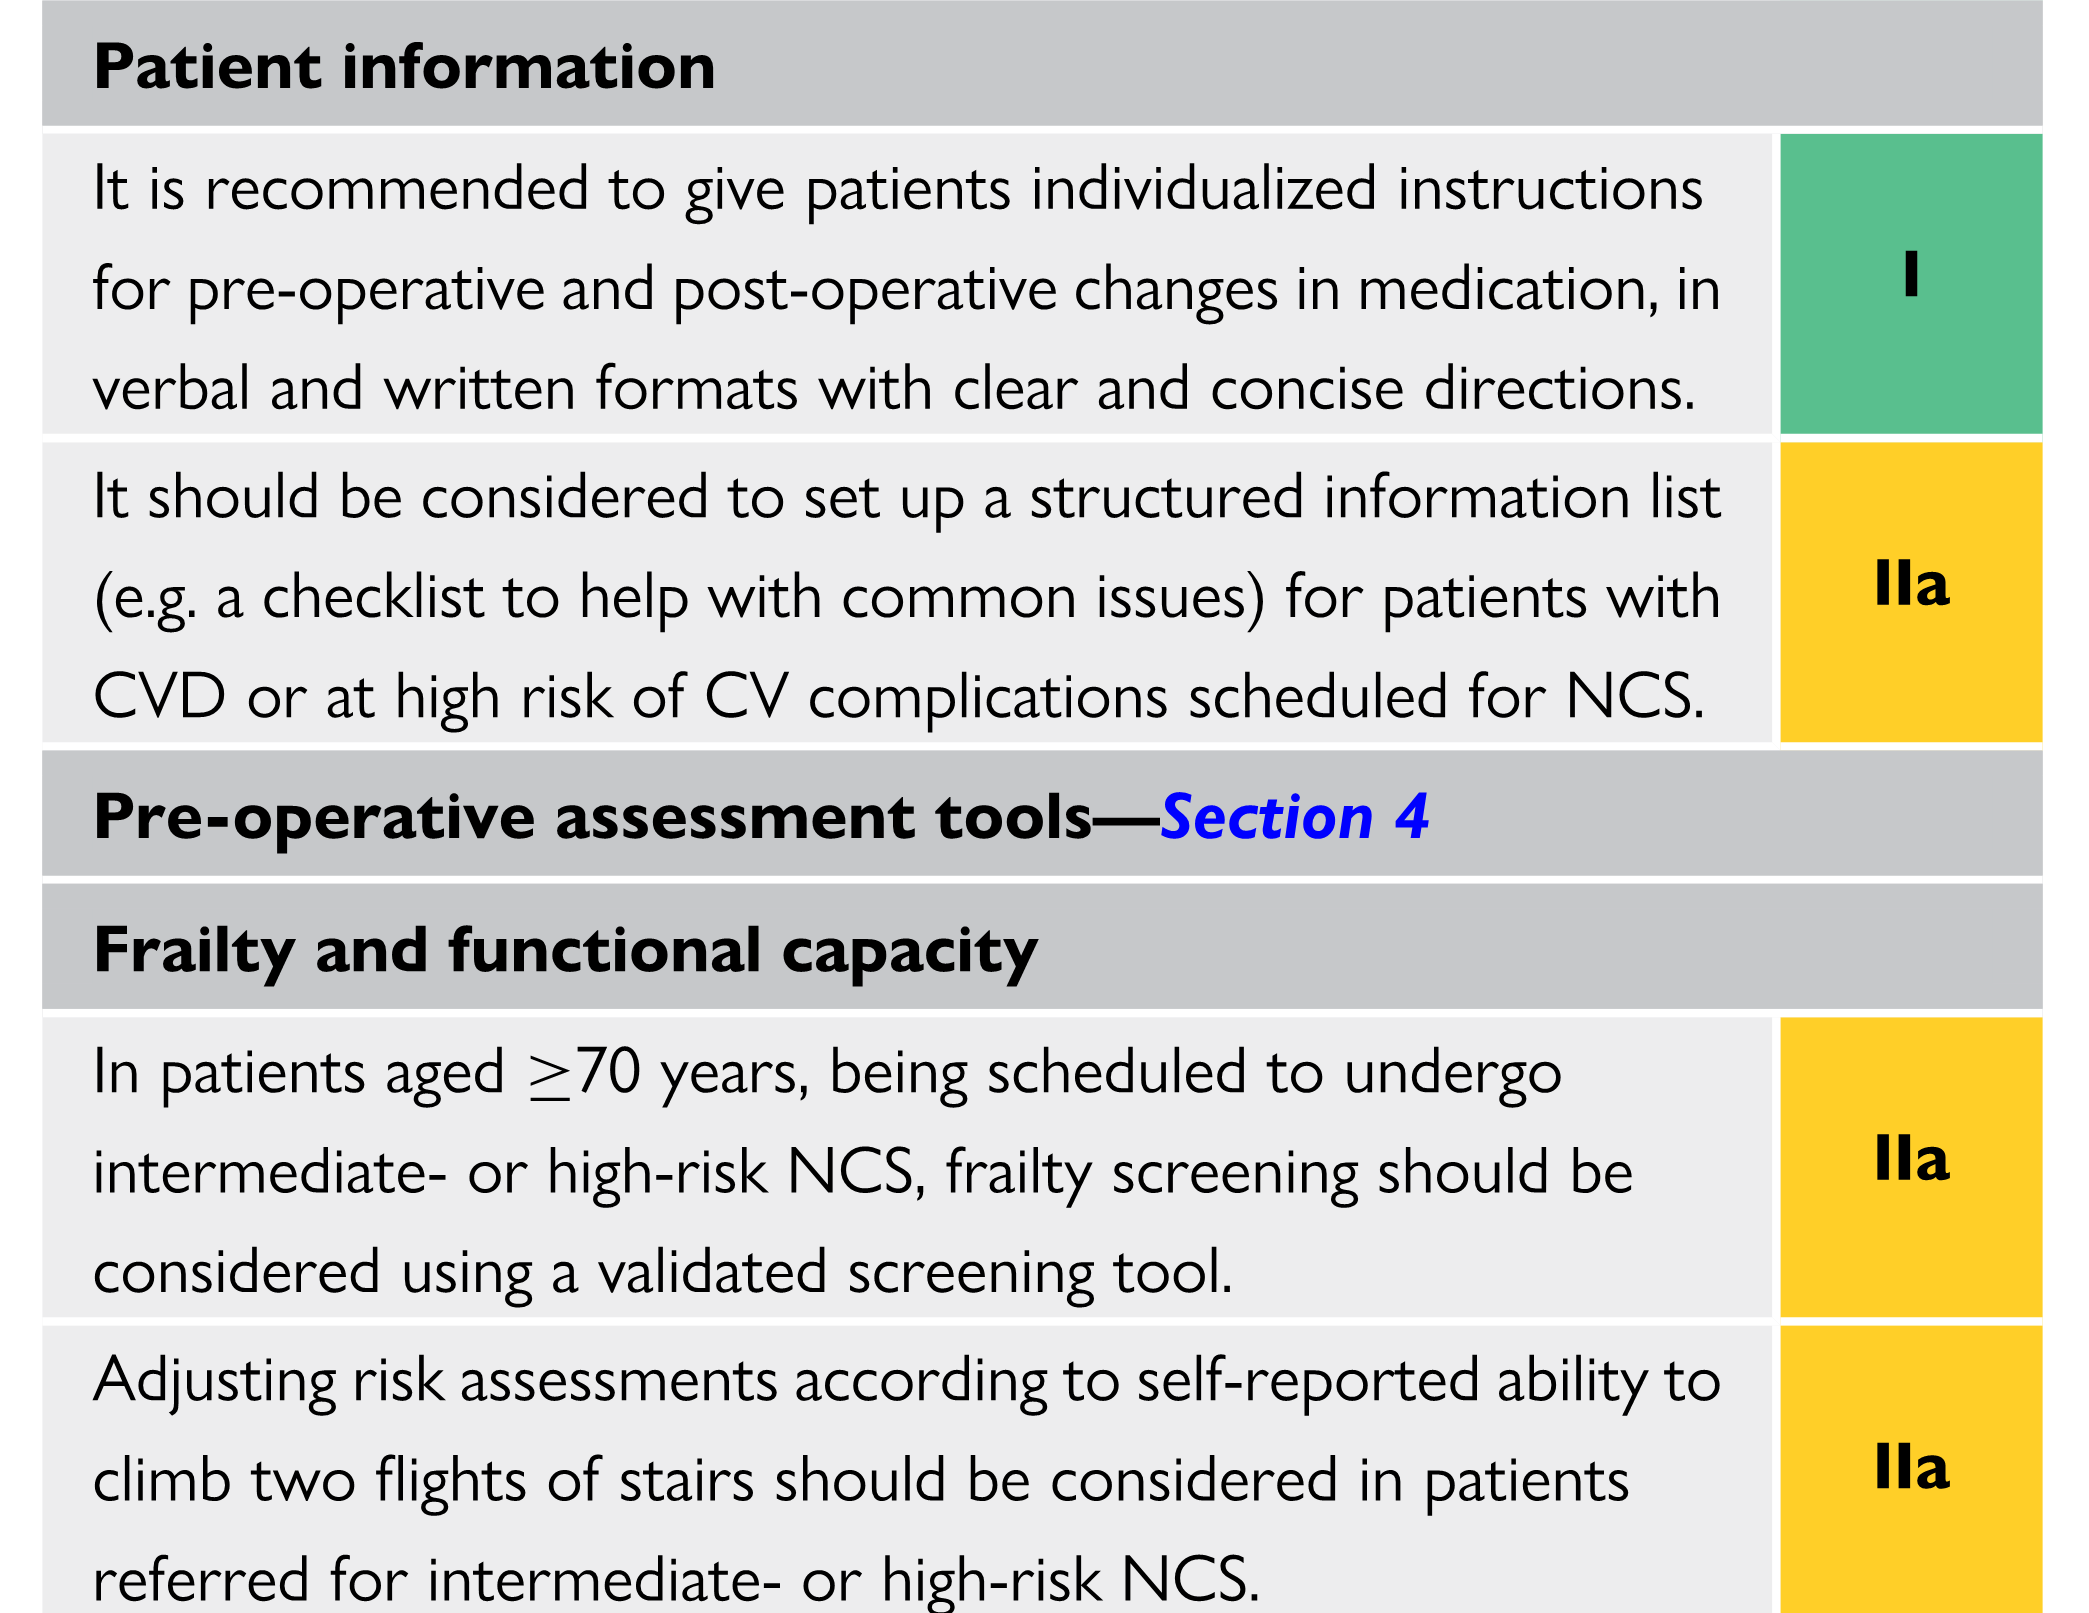 Patient information
It is recommended to give patients individualized instructions
for pre-operative and post-operative changes in medication, in
verbal and written formats with clear and concise directions.
I
It should be considered to set up a structured information list
(e.g. a checklist to help with common issues) for patients with
CVD or at high risk of CV complications scheduled for NCS.
IIa
Pre-operative assessment tools—Section 4
Frailty and functional capacity
In patients aged ≥70 years, being scheduled to undergo
intermediate- or high-risk NCS, frailty screening should be
considered using a validated screening tool.
IIa
Adjusting risk assessments according to self-reported ability to
climb two flights of stairs should be considered in patients
referred for intermediate- or high-risk NCS.
IIa